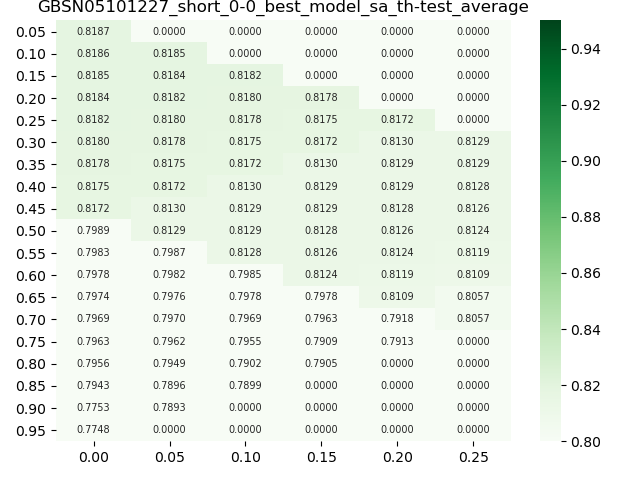 GBSN05101227_short_0-0_best_model_sa_th-test_average
0.05 0.8187 0.0000 0.0000 0.0000 0.0000 0.0000
0.10 0.8186 0.8185 0.0000 0.0000 0.0000 0.0000
0.15 0.8185 0.8184 0.8182 0.0000 0.0000 0.0000
0.20 0.8184 0.8182 0.8180 0.8178 0.0000 0.0000
0.25 0.8182 0.8180 0.8178 0.8175 0.8172 0.0000
0.30 0.8180 0.8178 0.8175 0.8172 0.8130 0.8129
0.35 0.8178 0.8175 0.8172 0.8130 0.8129 0.8129
0.40 0.8175 0.8172 0.8130 0.8129 0.8129 0.8128
0.45 0.8172 0.8130 0.8129 0.8129 0.8128 0.8126
0.50 0.7989 0.8129 0.8129 0.8128 0.8126 0.8124
0.55 0.7983 0.7987 0.8128 0.8126 0.8124 0.8119
0.60 0.7978 0.7982 0.7985 0.8124 0.8119 0.8109
0.65 0.7974 0.7976 0.7978 0.7978 0.8109 0.8057
0.70 0.7969 0.7970 0.7969 0.7963 0.7918 0.8057
0.75 0.7963 0.7962 0.7955 0.7909 0.7913 0.0000
0.80 0.7956 0.7949 0.7902 0.7905 0.0000 0.0000
0.85 0.7943 0.7896 0.7899 0.0000 0.0000 0.0000
0.90 0.7753 0.7893 0.0000 0.0000 0.0000 0.0000
0.95 0.7748 0.0000 0.0000 0.0000 0.0000 0.0000
0.00 0.05 0.10 0.15 0.20 0.25
0.94
0.92
0.90
0.88
0.86
0.84
0.82
0.80